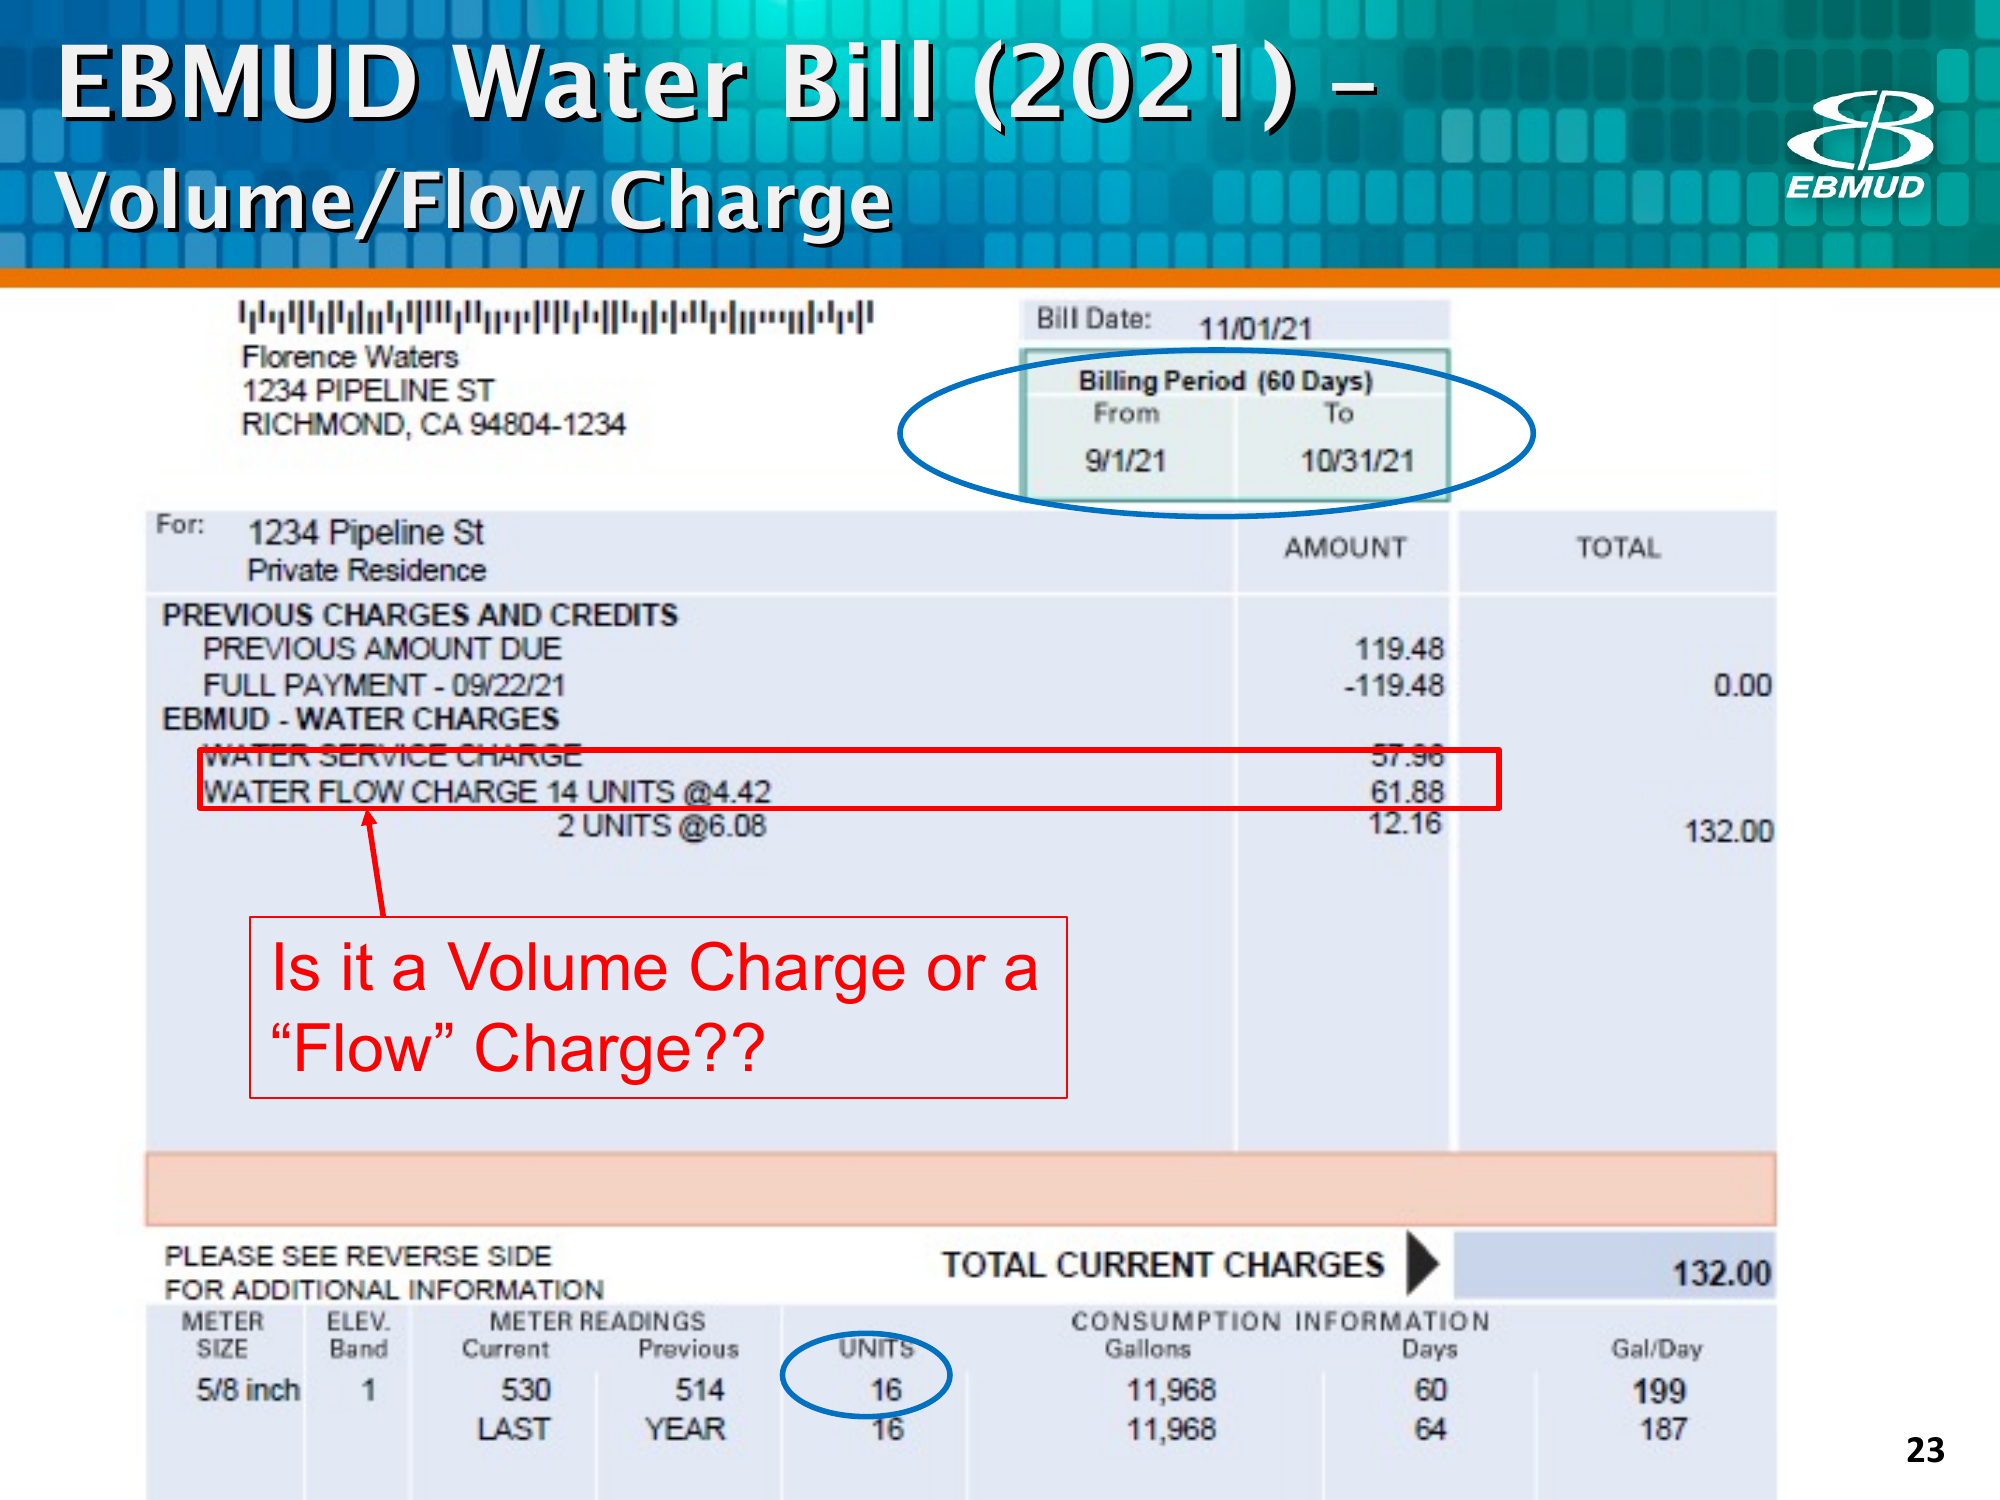 EBMUD Water Bill (2021) –
Volume/Flow Charge
EBMUD
Florence Waters
1234 PIPELINE ST
RICHMOND, CA 94804-1234
Bill Date: 11/01/21
Billing Period (60 Days)
From To
9/1/21 10/31/21
For: 1234 Pipeline St
Private Residence
AMOUNT TOTAL
PREVIOUS CHARGES AND CREDITS
PREVIOUS AMOUNT DUE 119.48
FULL PAYMENT - 09/22/21 -119.48 0.00
EBMUD - WATER CHARGES
WATER SERVICE CHARGE 57.96
WATER FLOW CHARGE 14 UNITS @4.42 61.88
2 UNITS @6.08 12.16 132.00
Is it a Volume Charge or a
“Flow” Charge??
PLEASE SEE REVERSE SIDE
FOR ADDITIONAL INFORMATION
TOTAL CURRENT CHARGES 132.00
METER ELEV. METER READINGS CONSUMPTION INFORMATION
SIZE Band Current Previous UNITS Gallons Days Gal/Day
5/8 inch 1 530 514 16 11,968 60 199
LAST YEAR 16 11,968 64 187
23